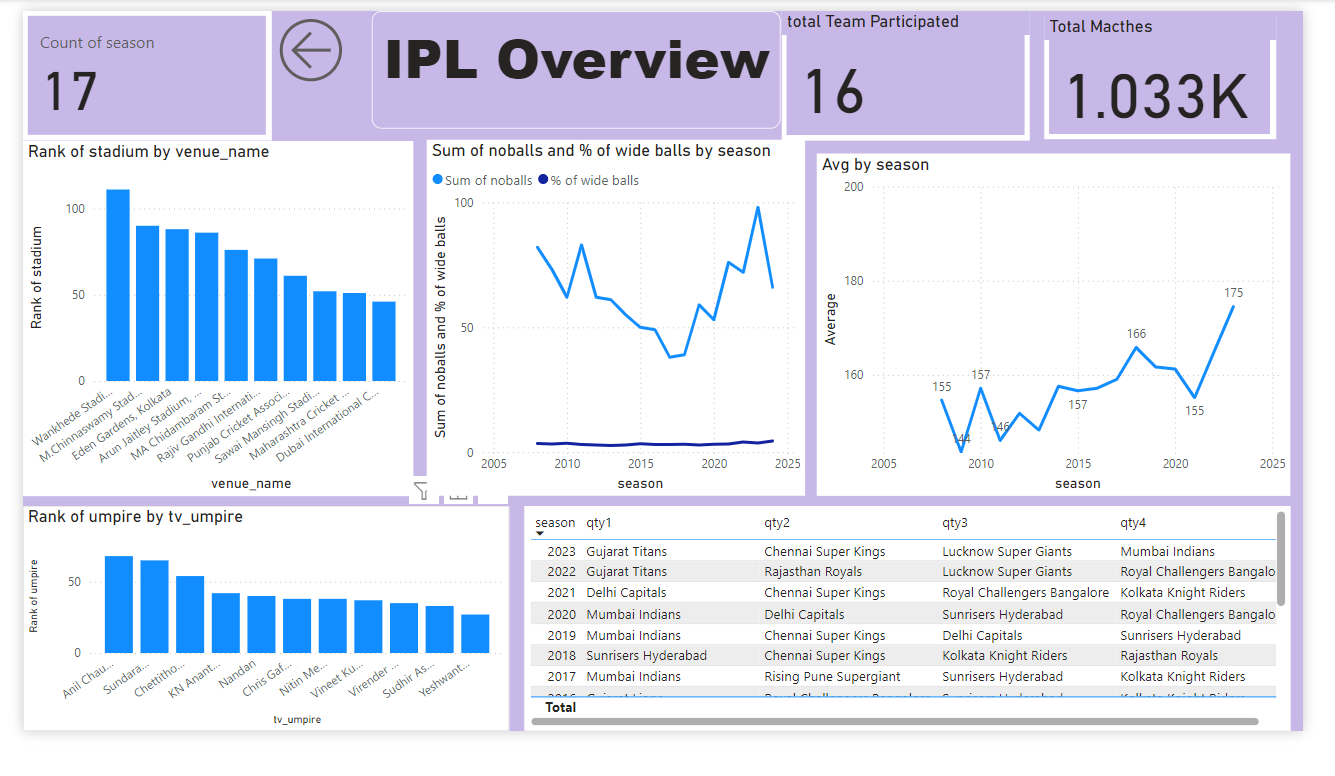 Count of season
17
IPL Overview
total Team Participated
16
Total Macthes
1.033K
Rank of stadium by venue_name
Rank of stadium
100
50
0
Wankhede Stadi...
M.Chinnaswamy Stad...
Eden Gardens, Kolkata
Arun Jaitley Stadium, ...
MA Chidambaram St...
Rajiv Gandhi Internati...
Punjab Cricket Associ...
Sawai Mansingh Stadi...
Maharashtra Cricket ...
Dubai International C...
venue_name
Sum of noballs and % of wide balls by season
Sum of noballs % of wide balls
Sum of noballs and % of wide balls
100
50
0
2005 2010 2015 2020 2025
season
Avg by season
Average
200
180
160
155
144
157
146
157
166
155
175
2005 2010 2015 2020 2025
season
Rank of umpire by tv_umpire
Rank of umpire
50
0
Anil Chau...
Sundara...
Chettitho...
KN Anant...
Nandan
Chris Gaf...
Nitin Me...
Vineet Ku...
Virender ...
Sudhir As...
Yeshwant...
tv_umpire
season qty1 qty2 qty3 qty4
2023 Gujarat Titans Chennai Super Kings Lucknow Super Giants Mumbai Indians
2022 Gujarat Titans Rajasthan Royals Lucknow Super Giants Royal Challengers Bangalo
2021 Delhi Capitals Chennai Super Kings Royal Challengers Bangalore Kolkata Knight Riders
2020 Mumbai Indians Delhi Capitals Sunrisers Hyderabad Royal Challengers Bangalo
2019 Mumbai Indians Chennai Super Kings Delhi Capitals Sunrisers Hyderabad
2018 Sunrisers Hyderabad Chennai Super Kings Kolkata Knight Riders Rajasthan Royals
2017 Mumbai Indians Rising Pune Supergiant Sunrisers Hyderabad Kolkata Knight Riders
Total